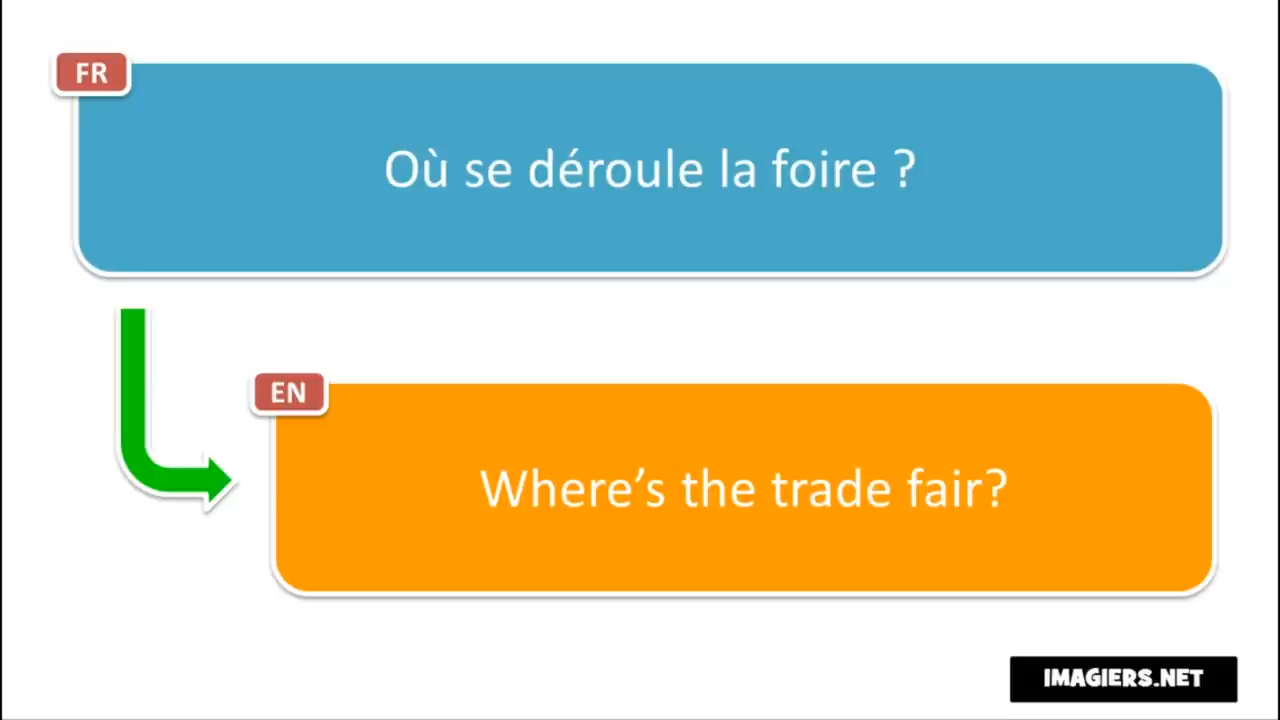 FR
Où se déroule la foire ?
EN
Where’s the trade fair?
IMAGIERS.NET